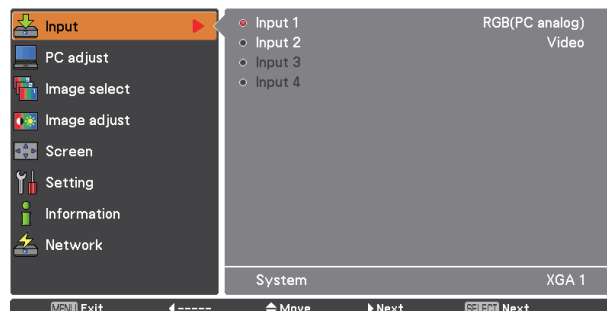 Input
PC adjust
Image select
Image adjust
Screen
Setting
Information
Network
Input 1 RGB(PC analog)
Input 2 Video
Input 3
Input 4
System XGA 1
MENU Exit ----- Move Next SELECT Next